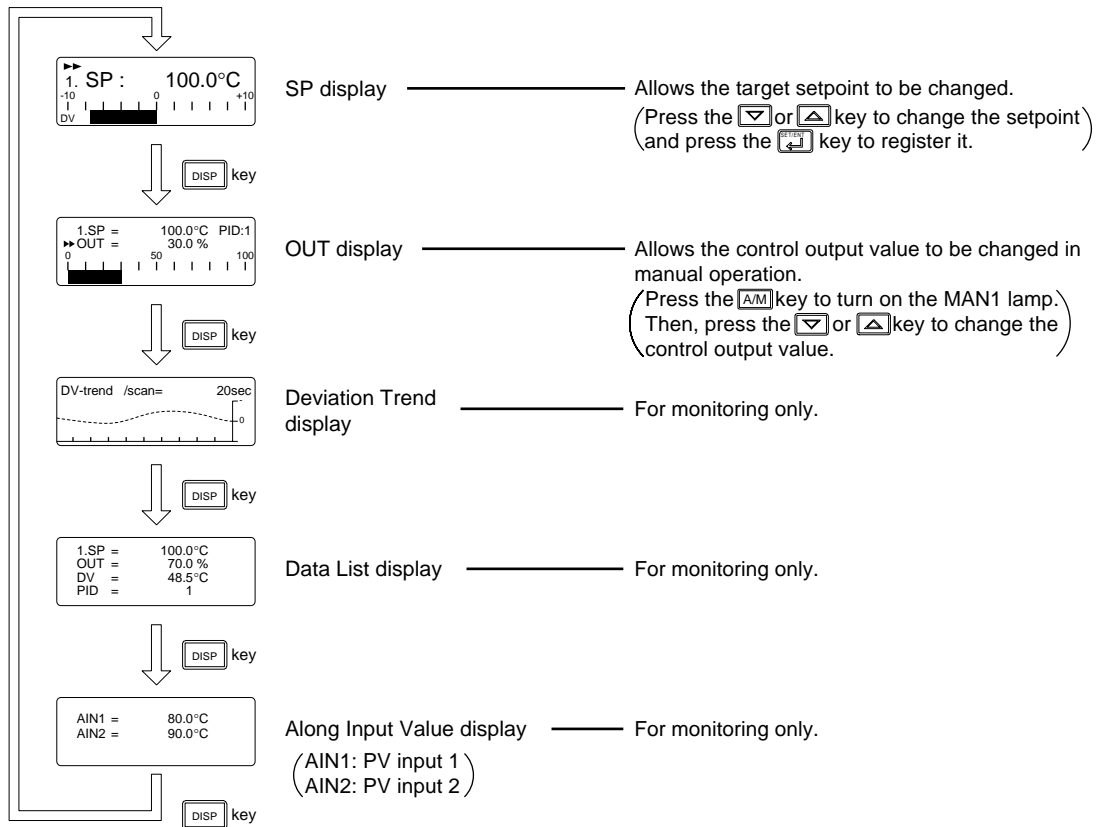 1. SP : 100.0°C
-10 0 +10
DV
SP display
Allows the target setpoint to be changed.
(Press the ▽ or △ key to change the setpoint
and press the SET/ENT key to register it.)
DISP key
1.SP = 100.0°C PID:1
OUT = 30.0 %
0 50 100
OUT display
Allows the control output value to be changed in
manual operation.
(Press the A/M key to turn on the MAN1 lamp.
Then, press the ▽ or △ key to change the
control output value.)
DISP key
DV-trend /scan= 20sec
0
Deviation Trend
display
For monitoring only.
DISP key
1.SP = 100.0°C
OUT = 70.0 %
DV = 48.5°C
PID = 1
Data List display
For monitoring only.
DISP key
AIN1 = 80.0°C
AIN2 = 90.0°C
Along Input Value display
(AIN1: PV input 1
AIN2: PV input 2)
For monitoring only.
DISP key